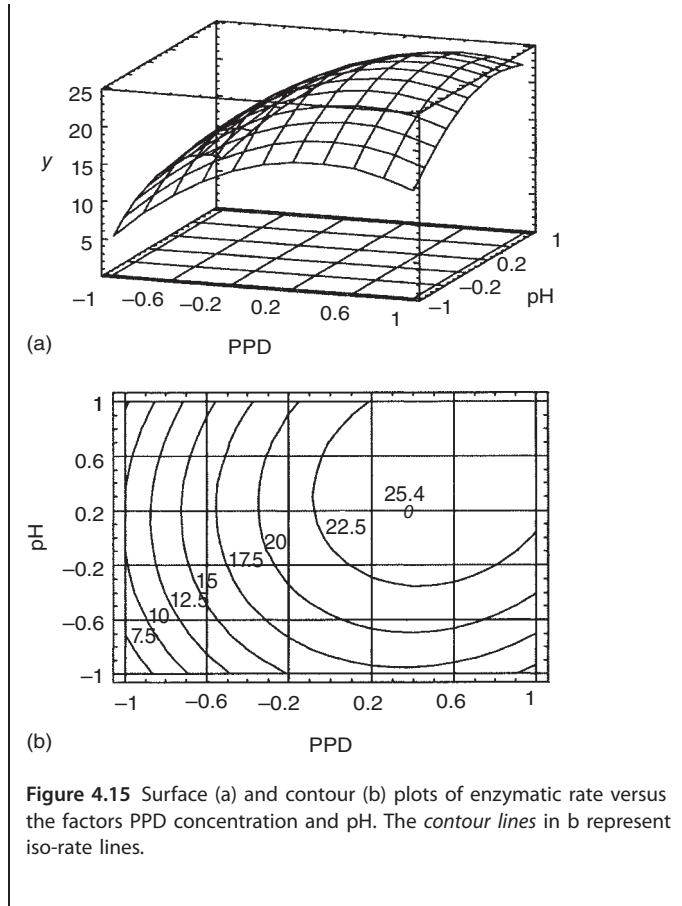 25
20
y
15
10
5
1
0.2
−0.2
−1
pH
−1 −0.6 −0.2 0.2 0.6 1
(a)
PPD
1
0.6
25.4
0
0.2
22.5
pH
20
17.5
−0.2
15
12.5
10
−0.6
7.5
−1
−1 −0.6 −0.2 0.2 0.6 1
(b)
PPD
Figure 4.15 Surface (a) and contour (b) plots of enzymatic rate versus
the factors PPD concentration and pH. The contour lines in b represent
iso-rate lines.